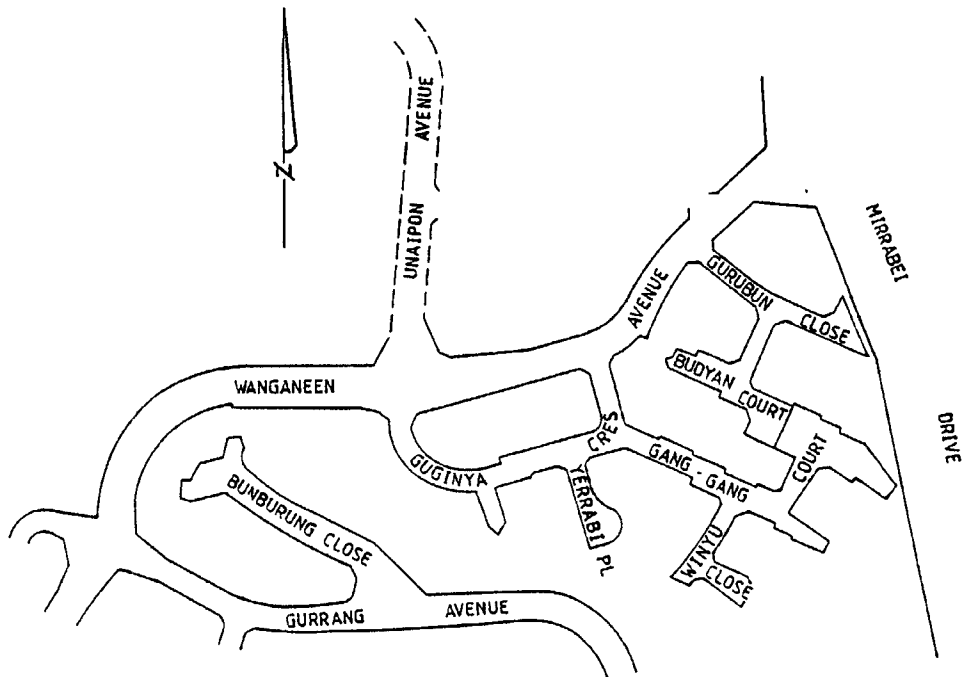 UNAIPON AVENUE
N
MIRRABEI DRIVE
WANGANEEN AVENUE
GURUBUN CLOSE
BUDYAN COURT
GUGINYA CRES
GANG - GANG COURT
YERRABI PL
WINYU CLOSE
BUNBURUNG CLOSE
GURRANG AVENUE